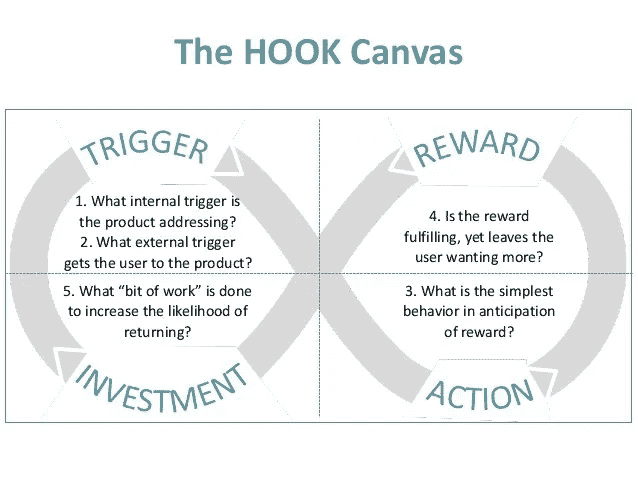 The HOOK Canvas
TRIGGER
1. What internal trigger is
the product addressing?
2. What external trigger
gets the user to the product?
REWARD
4. Is the reward
fulfilling, yet leaves the
user wanting more?
5. What “bit of work” is done
to increase the likelihood of
returning?
INVESTMENT
3. What is the simplest
behavior in anticipation
of reward?
ACTION